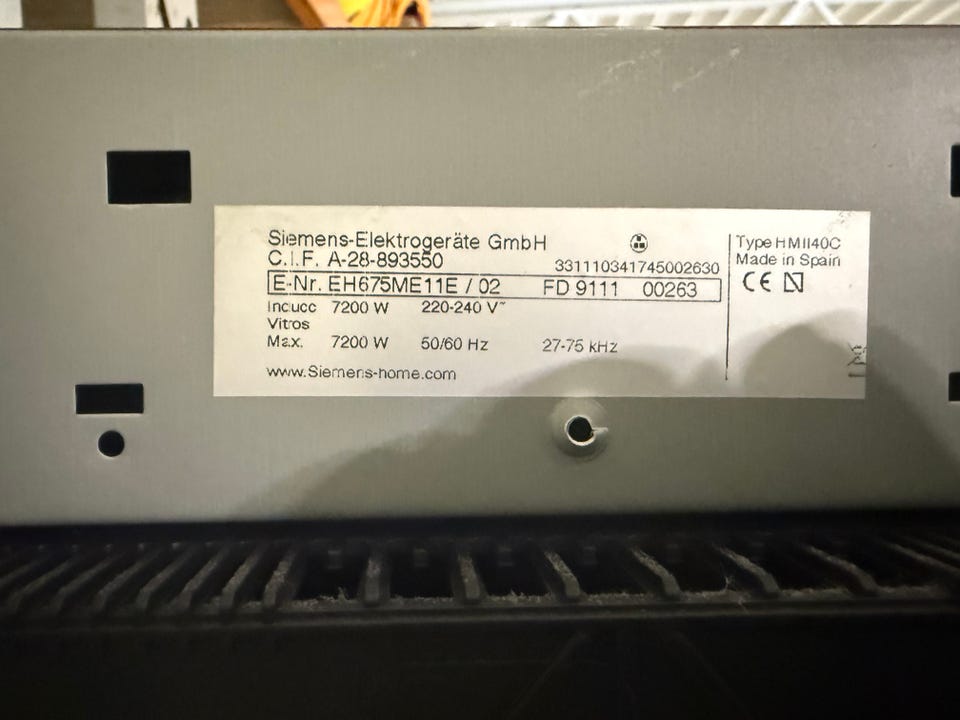 Siemens-Elektrogeräte GmbH
C.I.F. A-28-893550
331110341745002630
E-Nr. EH675ME11E / 02 FD 9111 00263
Inducc 7200 W 220-240 V~
Vitros
Max. 7200 W 50/60 Hz 27-75 kHz
www.Siemens-home.com
Type HMII40C
Made in Spain
CE N